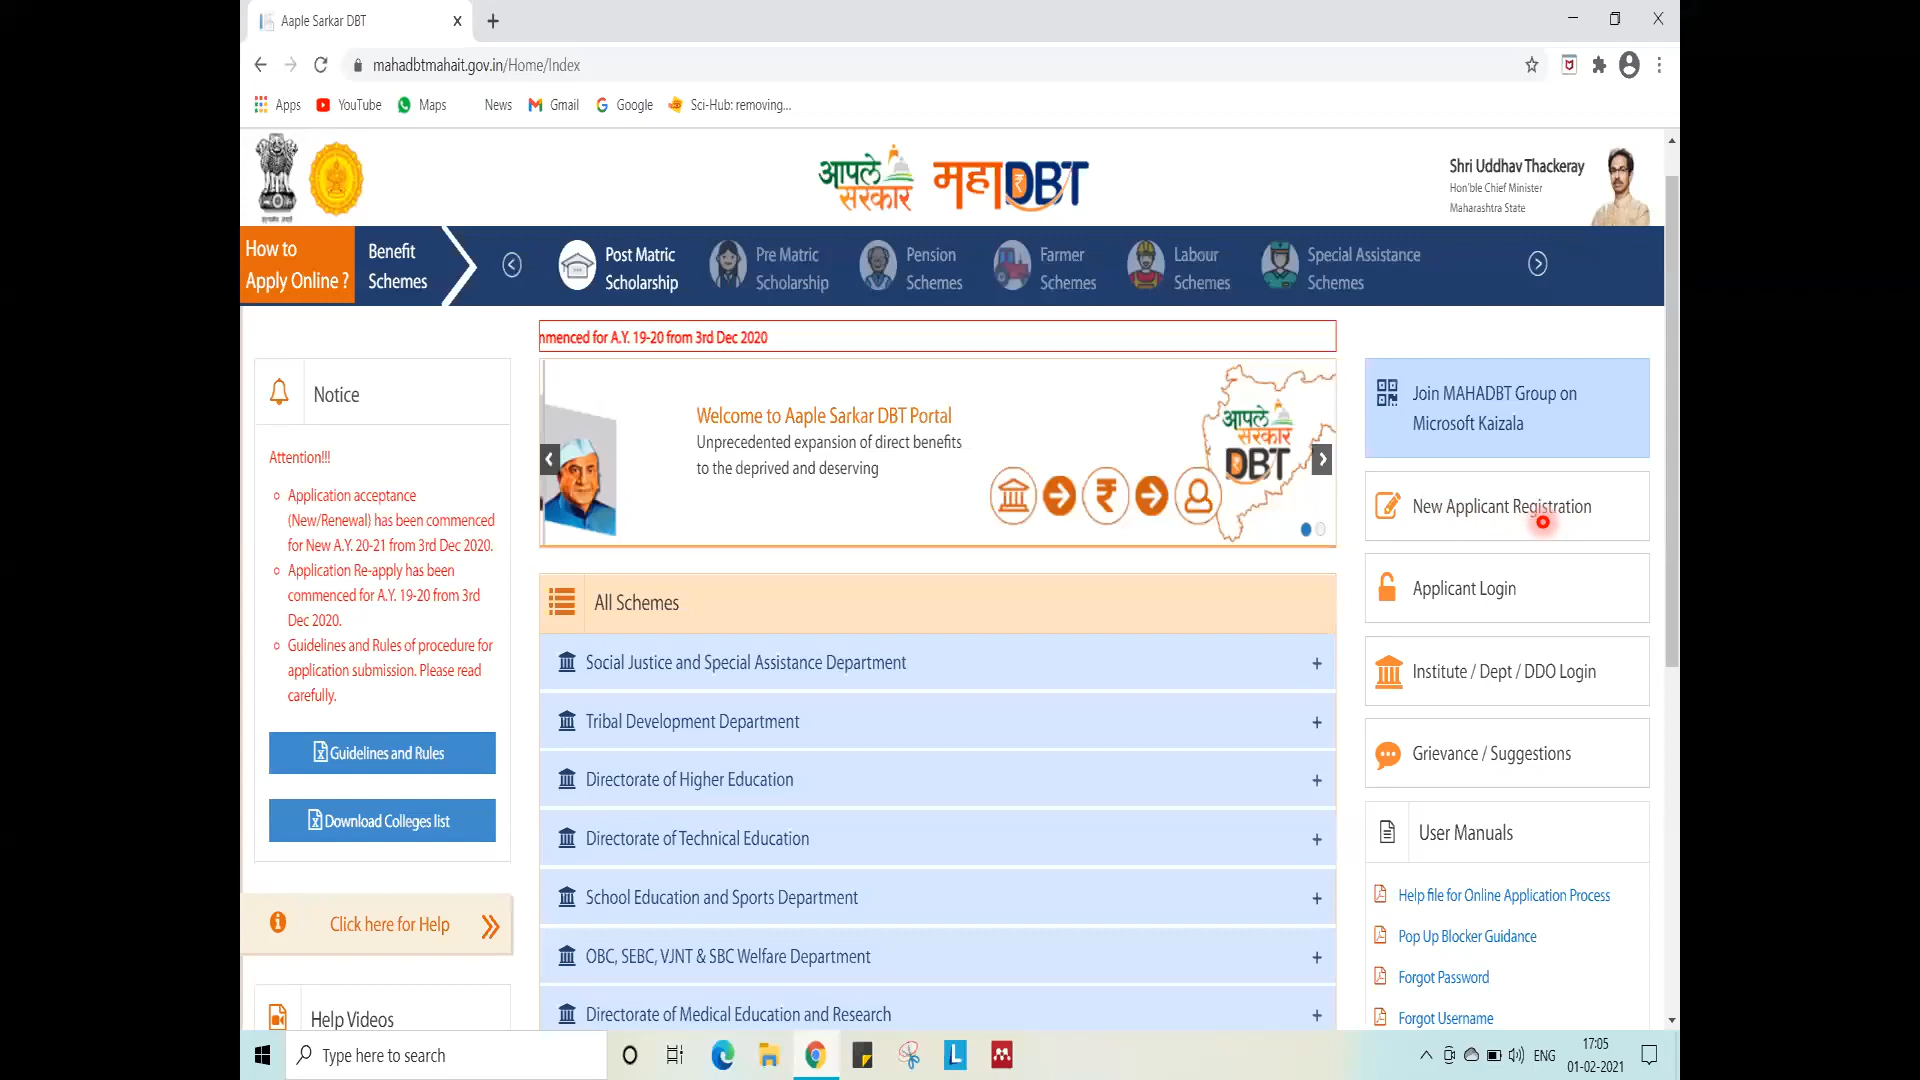 Aaple Sarkar DBT
mahadbtmahait.gov.in/Home/Index
Apps YouTube Maps News Gmail Google Sci-Hub: removing...
आपले सरकार
महाDBT
Shri Uddhav Thackeray
Hon'ble Chief Minister
Maharashtra State
How to
Apply Online ?
Benefit
Schemes
Post Matric
Scholarship
Pre Matric
Scholarship
Pension
Schemes
Farmer
Schemes
Labour
Schemes
Special Assistance
Schemes
nmenced for A.Y. 19-20 from 3rd Dec 2020
Notice
Attention!!!
Application acceptance
(New/Renewal) has been commenced
for New A.Y. 20-21 from 3rd Dec 2020.
Application Re-apply has been
commenced for A.Y. 19-20 from 3rd
Dec 2020.
Guidelines and Rules of procedure for
application submission. Please read
carefully.
Guidelines and Rules
Download Colleges list
Click here for Help
Help Videos
Welcome to Aaple Sarkar DBT Portal
Unprecedented expansion of direct benefits
to the deprived and deserving
आपले
सरकार
DBT
All Schemes
Social Justice and Special Assistance Department +
Tribal Development Department +
Directorate of Higher Education +
Directorate of Technical Education +
School Education and Sports Department +
OBC, SEBC, VJNT & SBC Welfare Department +
Directorate of Medical Education and Research +
Join MAHADBT Group on
Microsoft Kaizala
New Applicant Registration
Applicant Login
Institute / Dept / DDO Login
Grievance / Suggestions
User Manuals
Help file for Online Application Process
Pop Up Blocker Guidance
Forgot Password
Forgot Username
Type here to search
ENG
17:05
01-02-2021